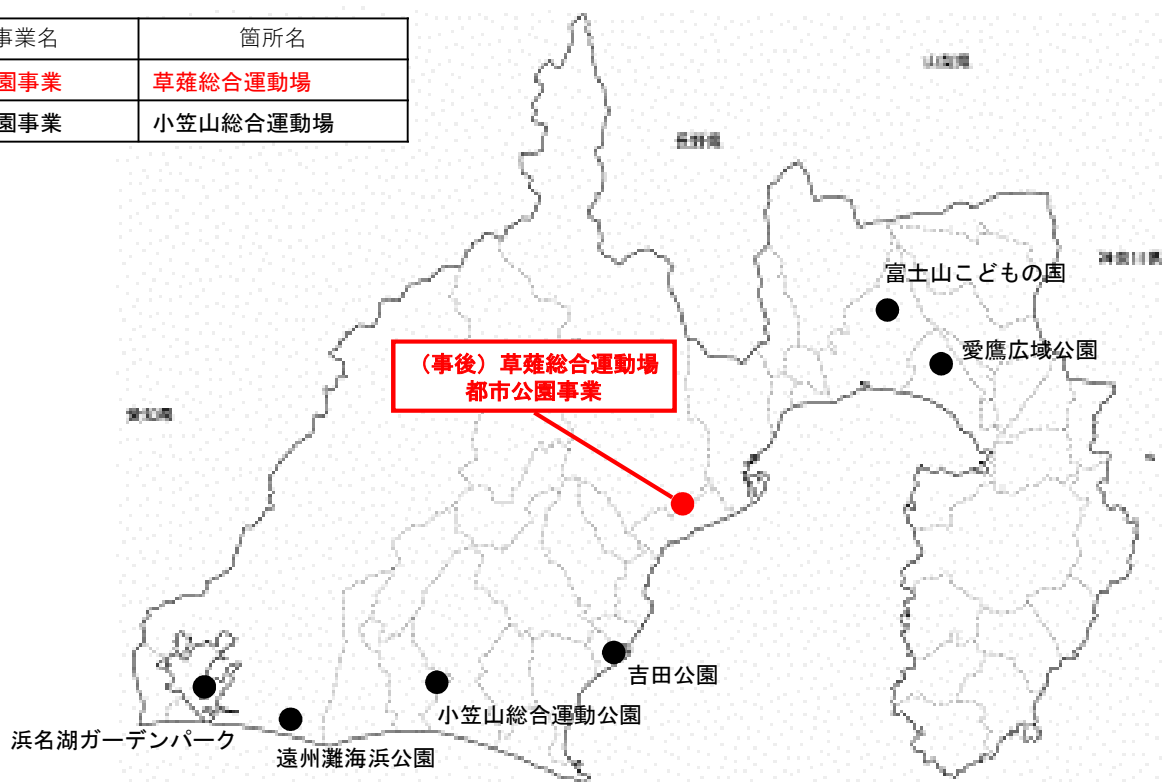 事業名 箇所名
園事業 草薙総合運動場
園事業 小笠山総合運動場
山梨県
長野県
神奈川県
富士山こどもの国
愛鷹広域公園
(事後)草薙総合運動場
都市公園事業
愛知県
吉田公園
小笠山総合運動公園
浜名湖ガーデンパーク
遠州灘海浜公園